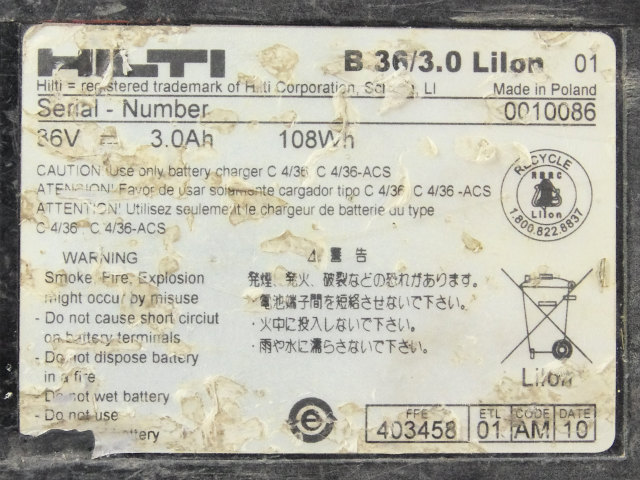 HILTI B 36/3.0 LiIon 01
Hilti = registered trademark of Hilti Corporation, LI Made in Poland
Serial - Number 0010086
36V ⎓ 3.0Ah 108Wh
CAUTION! Use only battery charger C 4/36, C 4/36-ACS
ATENSION! Favor de usar solamente cargador tipo C 4/36, C 4/36 -ACS
ATTENTION! Utilisez seulement le chargeur de batterie du type
C 4/36, C 4/36-ACS
RECYCLE
RBRC
LiIon
1.800.822.8837
WARNING
Smoke, Fire, Explosion
might occur by misuse
- Do not cause short circiut
on battery terminals
- Do not dispose battery
in a fire
- Do not wet battery
- Do not use
battery
⚠ 警告
発煙、発火、破裂などの恐れがあります。
・電池端子間を短絡させないで下さい。
・火中に投入しないで下さい。
・雨や水に濡らさないで下さい。
LiIon
e
FFE ETL CODE DATE
403458 01 AM 10